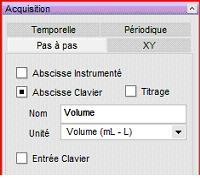 Acquisition
Temporelle Périodique
Pas à pas XY
Abscisse Instrumenté
Abscisse Clavier Titrage
Nom Volume
Unité Volume (mL - L)
Entrée Clavier